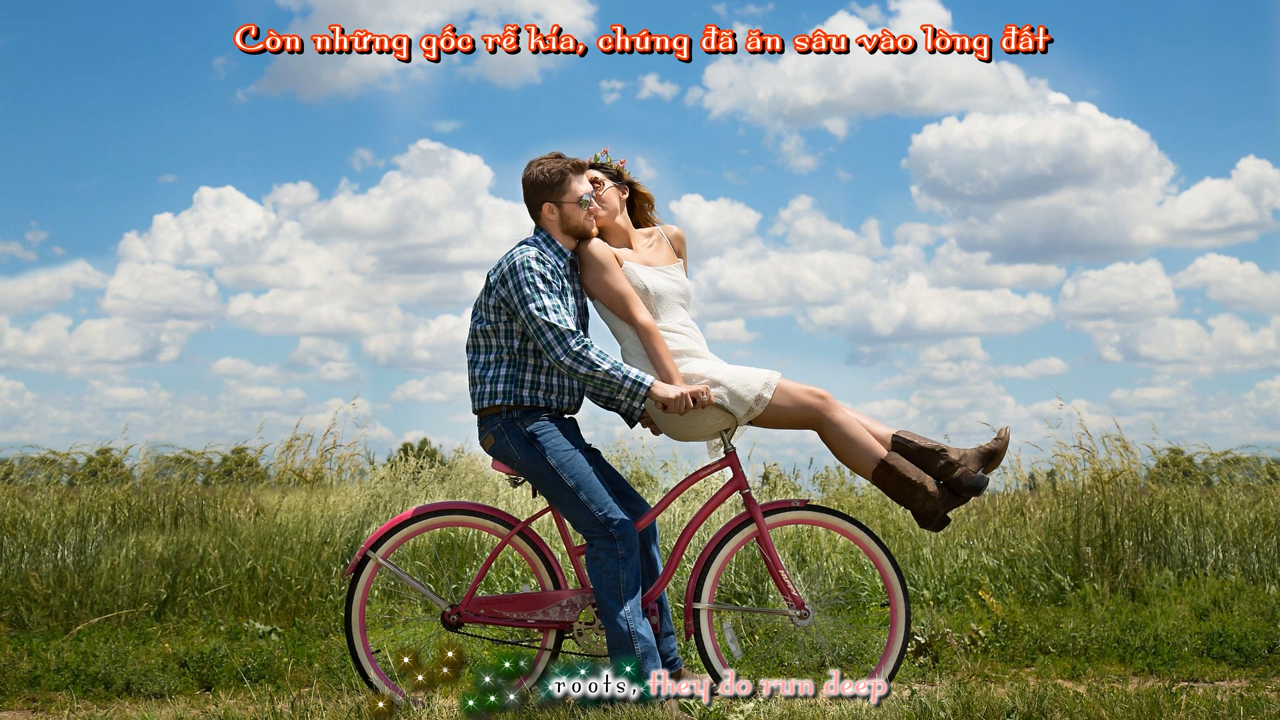 Còn những gốc rễ kía, chúng đã ăn sâu vào lòng đất
roots, they do run deep